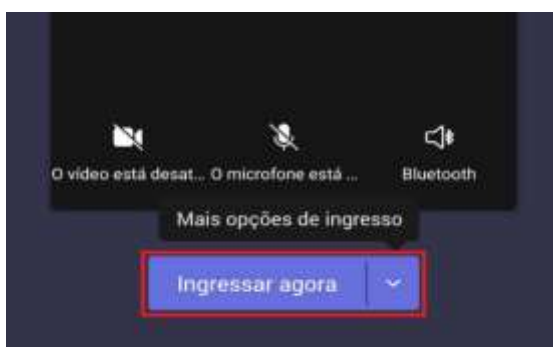 O vídeo está desat... O microfone está ... Bluetooth
Mais opções de ingresso
Ingressar agora